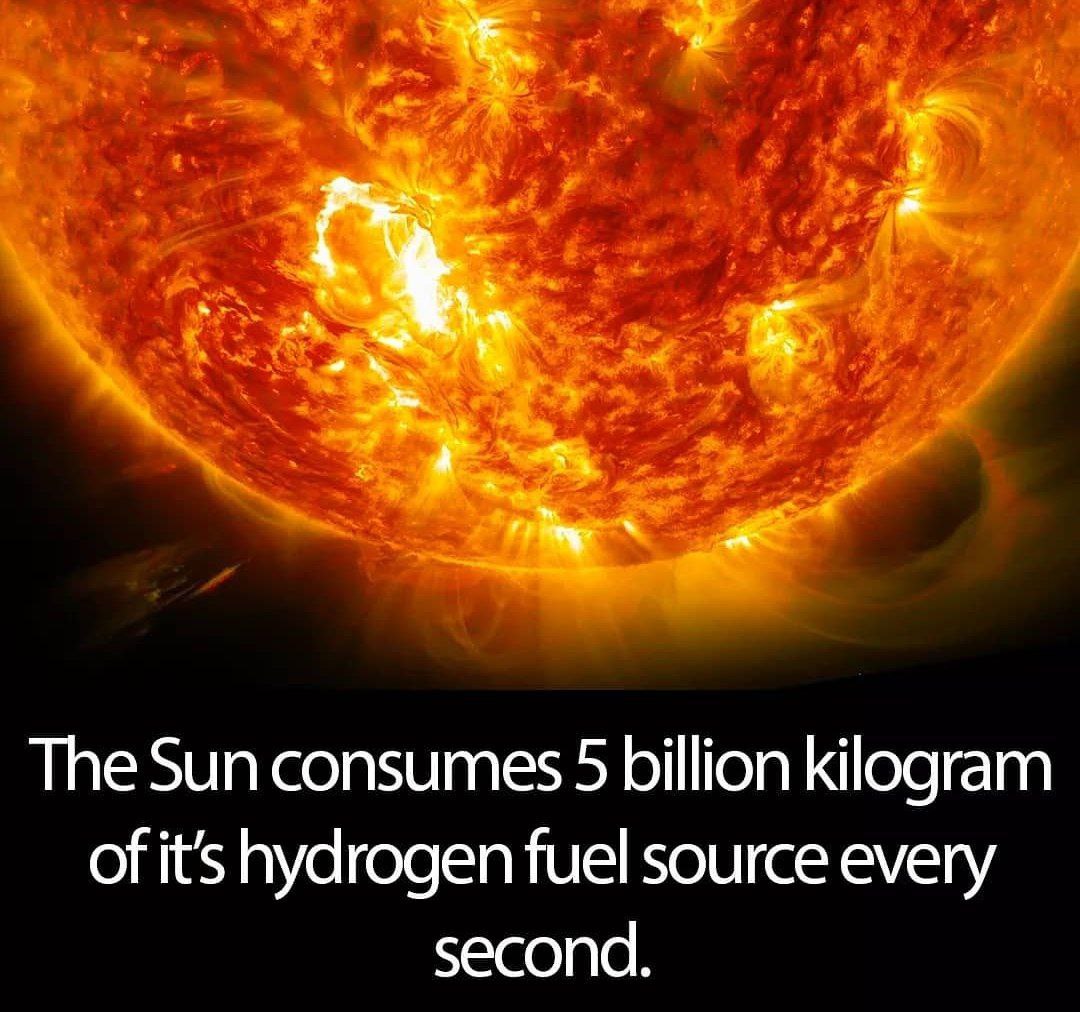 The Sun consumes 5 billion kilogram
of it's hydrogen fuel source every
second.